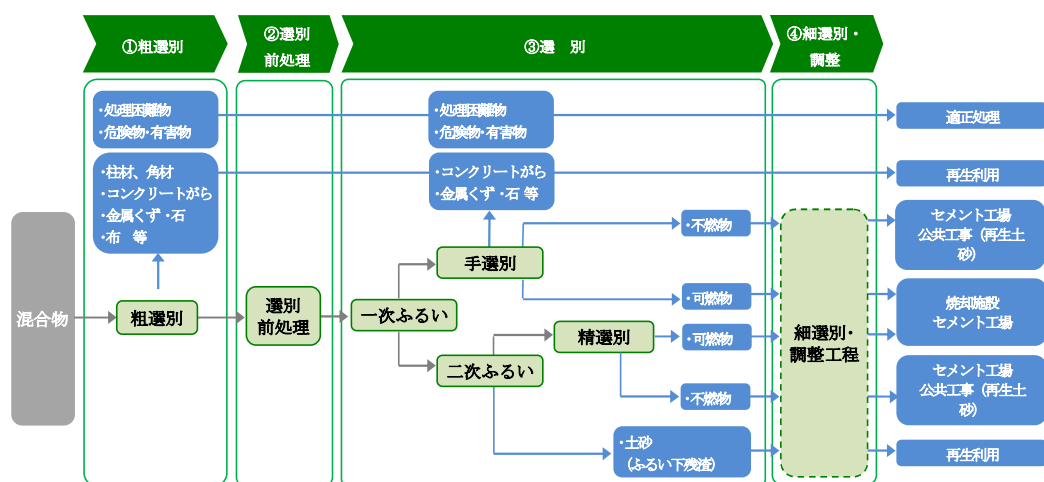 ①粗選別
②選別
前処理
③選　別
④細選別・
調整
・処理困難物
・危険物・有害物
・処理困難物
・危険物・有害物
適正処理
・柱材、角材
・コンクリートがら
・金属くず・石
・布　等
・コンクリートがら
・金属くず・石 等
再生利用
混合物
粗選別
選別
前処理
一次ふるい
手選別
二次ふるい
精選別
・不燃物
・可燃物
・可燃物
・不燃物
・土砂
（ふるい下残渣）
細選別・
調整工程
セメント工場
公共工事（再生土
砂）
焼却施設
セメント工場
セメント工場
公共工事（再生土
砂）
再生利用